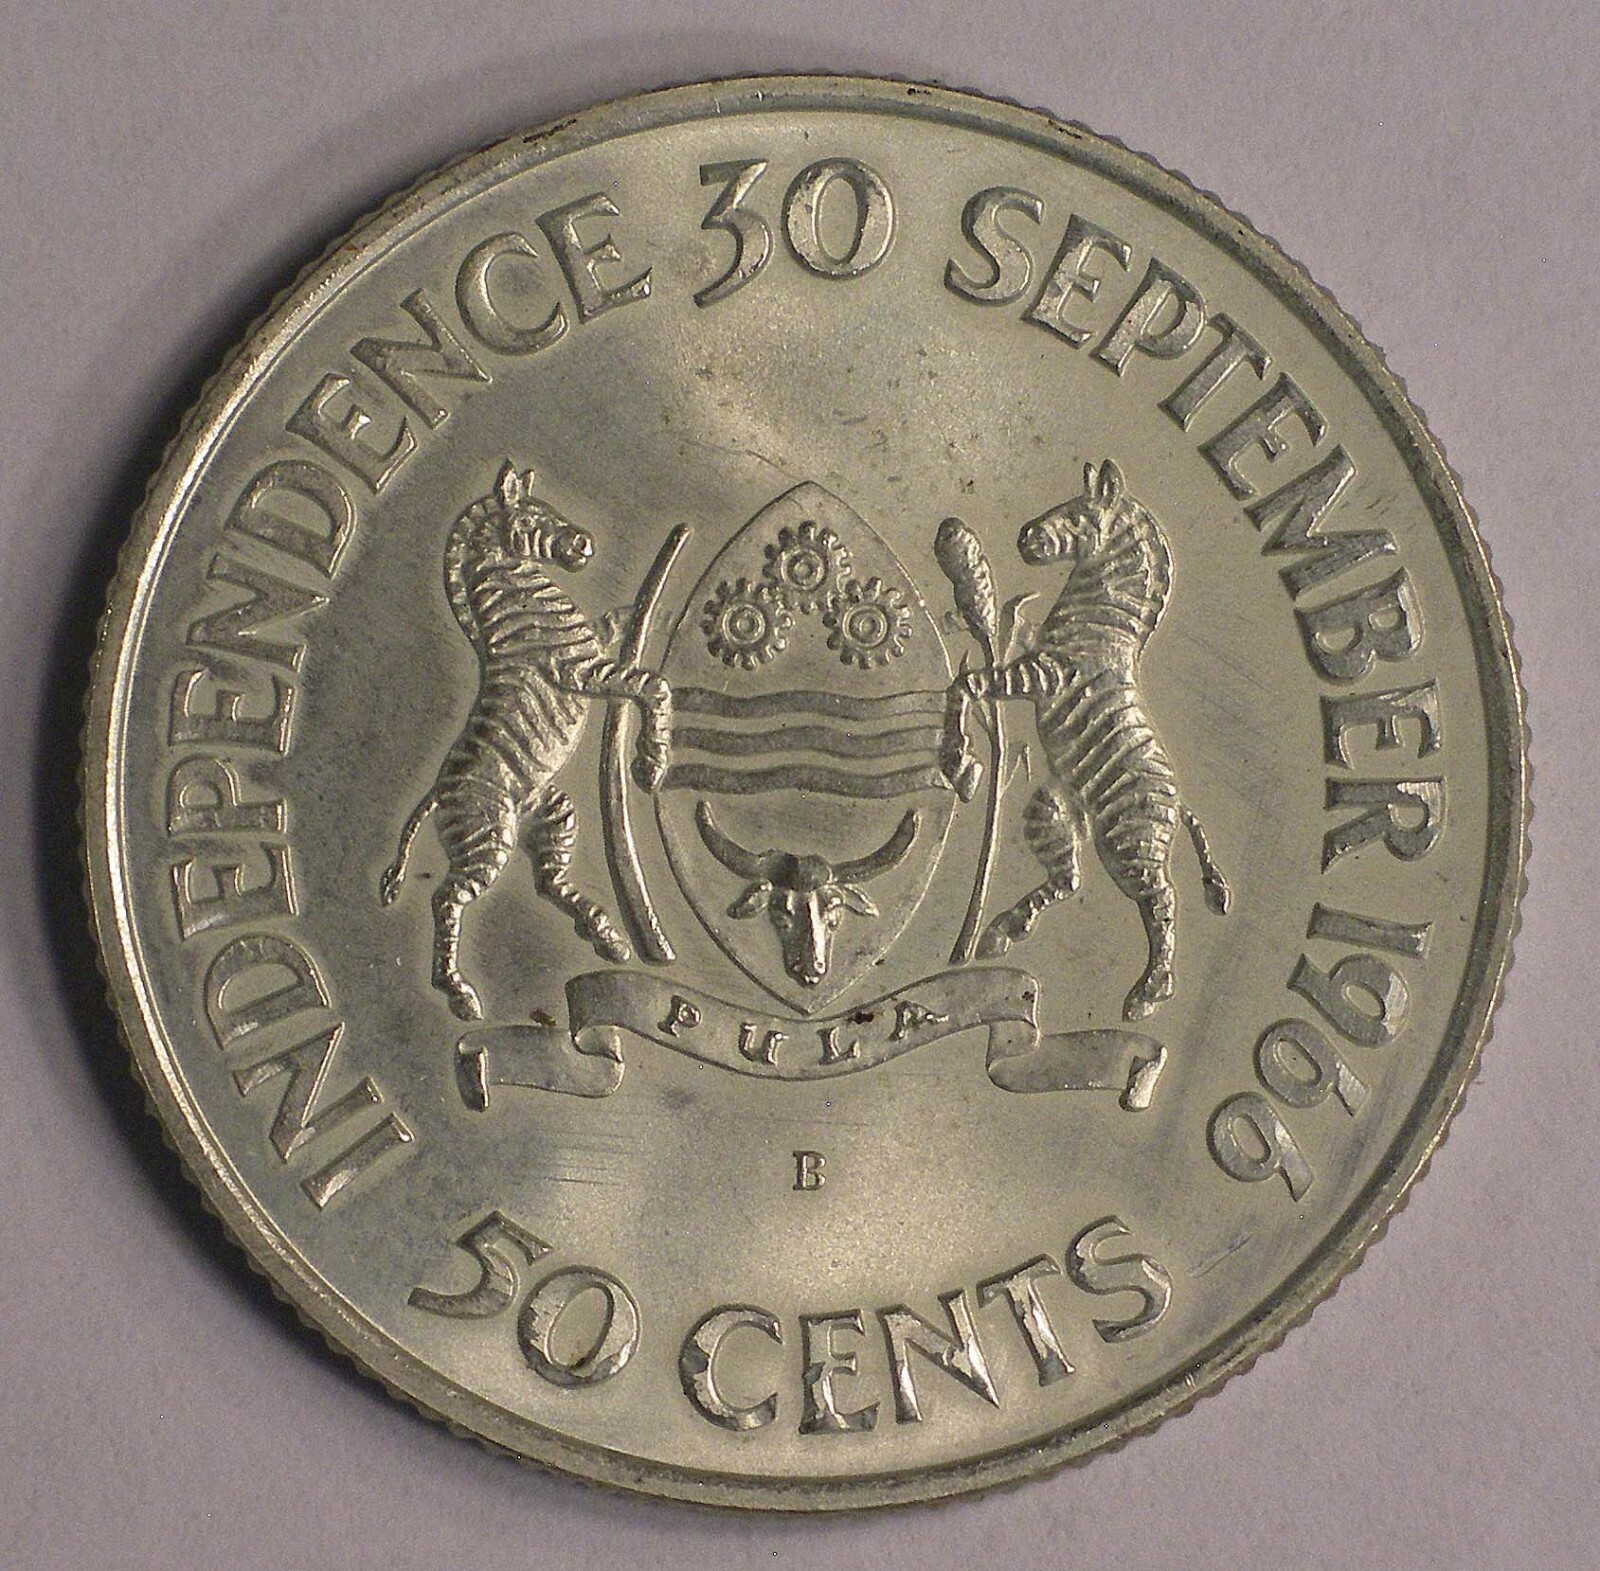 INDEPENDENCE 30 SEPTEMBER 1966
PULA
B
50 CENTS